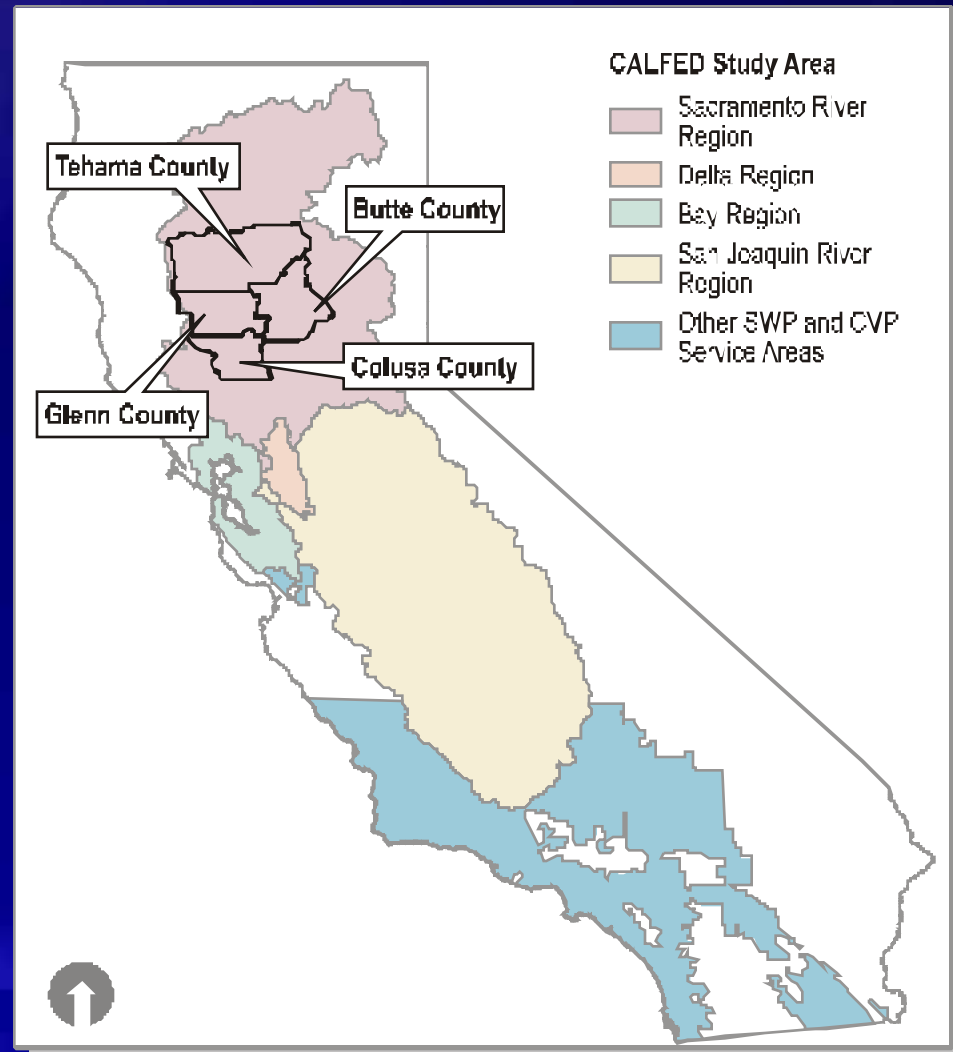 CALFED Study Area
Sacramento River
Region
Delta Region
Bay Region
San Joaquin River
Region
Other SWP and CVP
Service Areas
Tehama County
Butte County
Colusa County
Glenn County